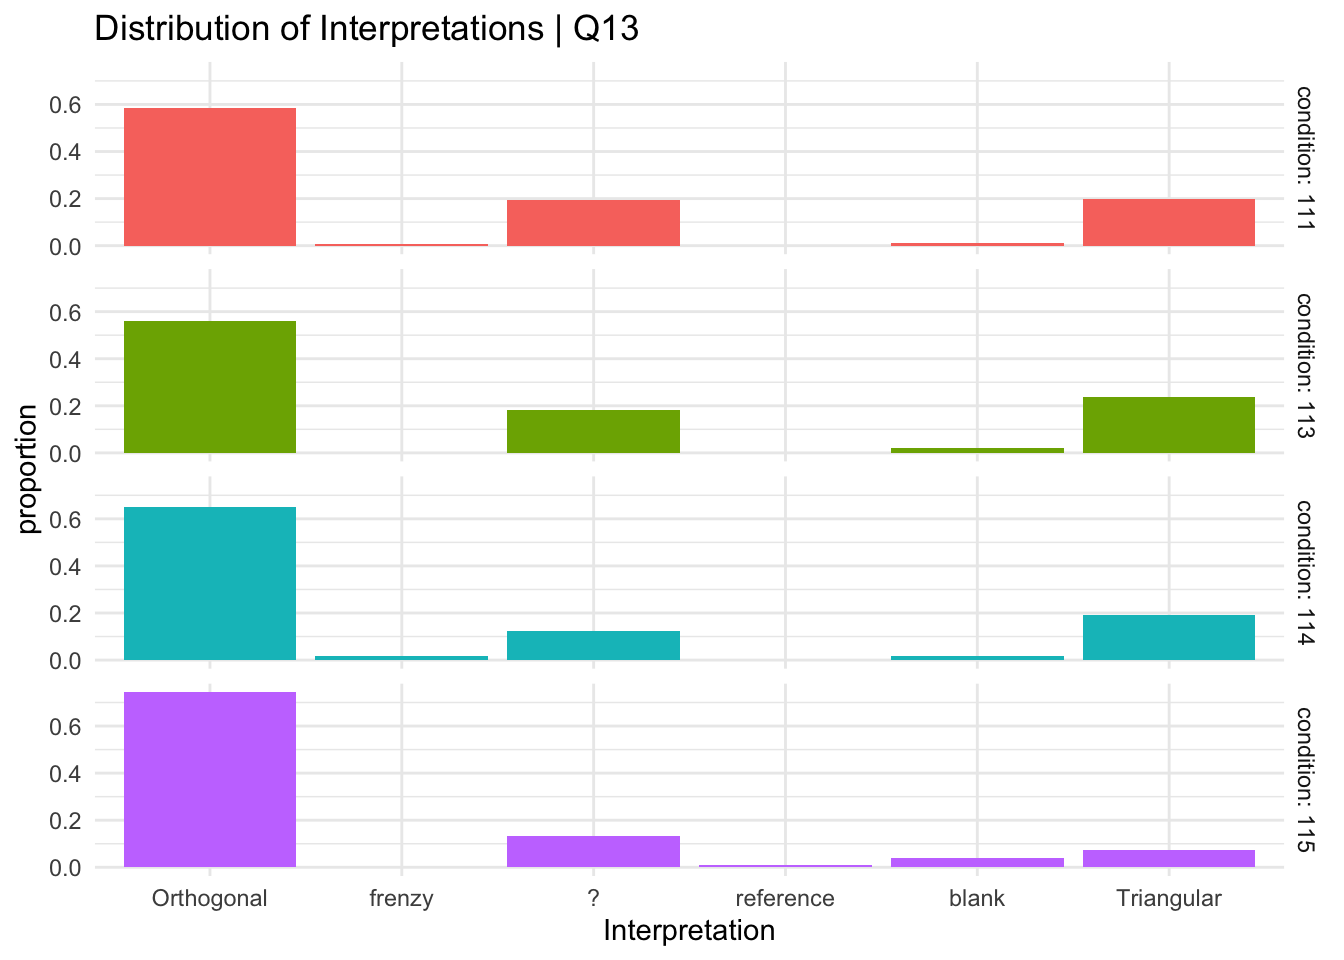 Distribution of Interpretations | Q13
0.6
0.4
0.2
0.0
condition: 111
0.6
0.4
0.2
0.0
condition: 113
0.6
0.4
0.2
0.0
condition: 114
0.6
0.4
0.2
0.0
condition: 115
proportion
Orthogonal frenzy ? reference blank Triangular
Interpretation